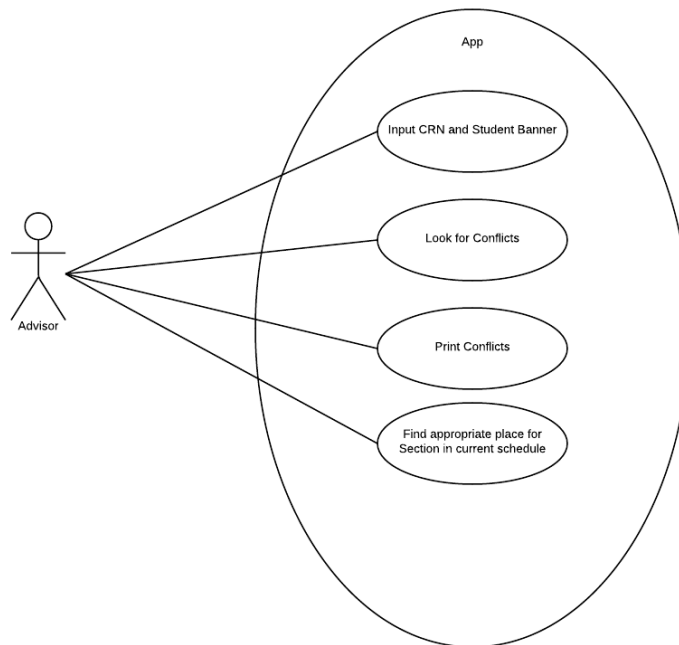 App
Input CRN and Student Banner
Look for Conflicts
Advisor
Print Conflicts
Find appropriate place for
Section in current schedule